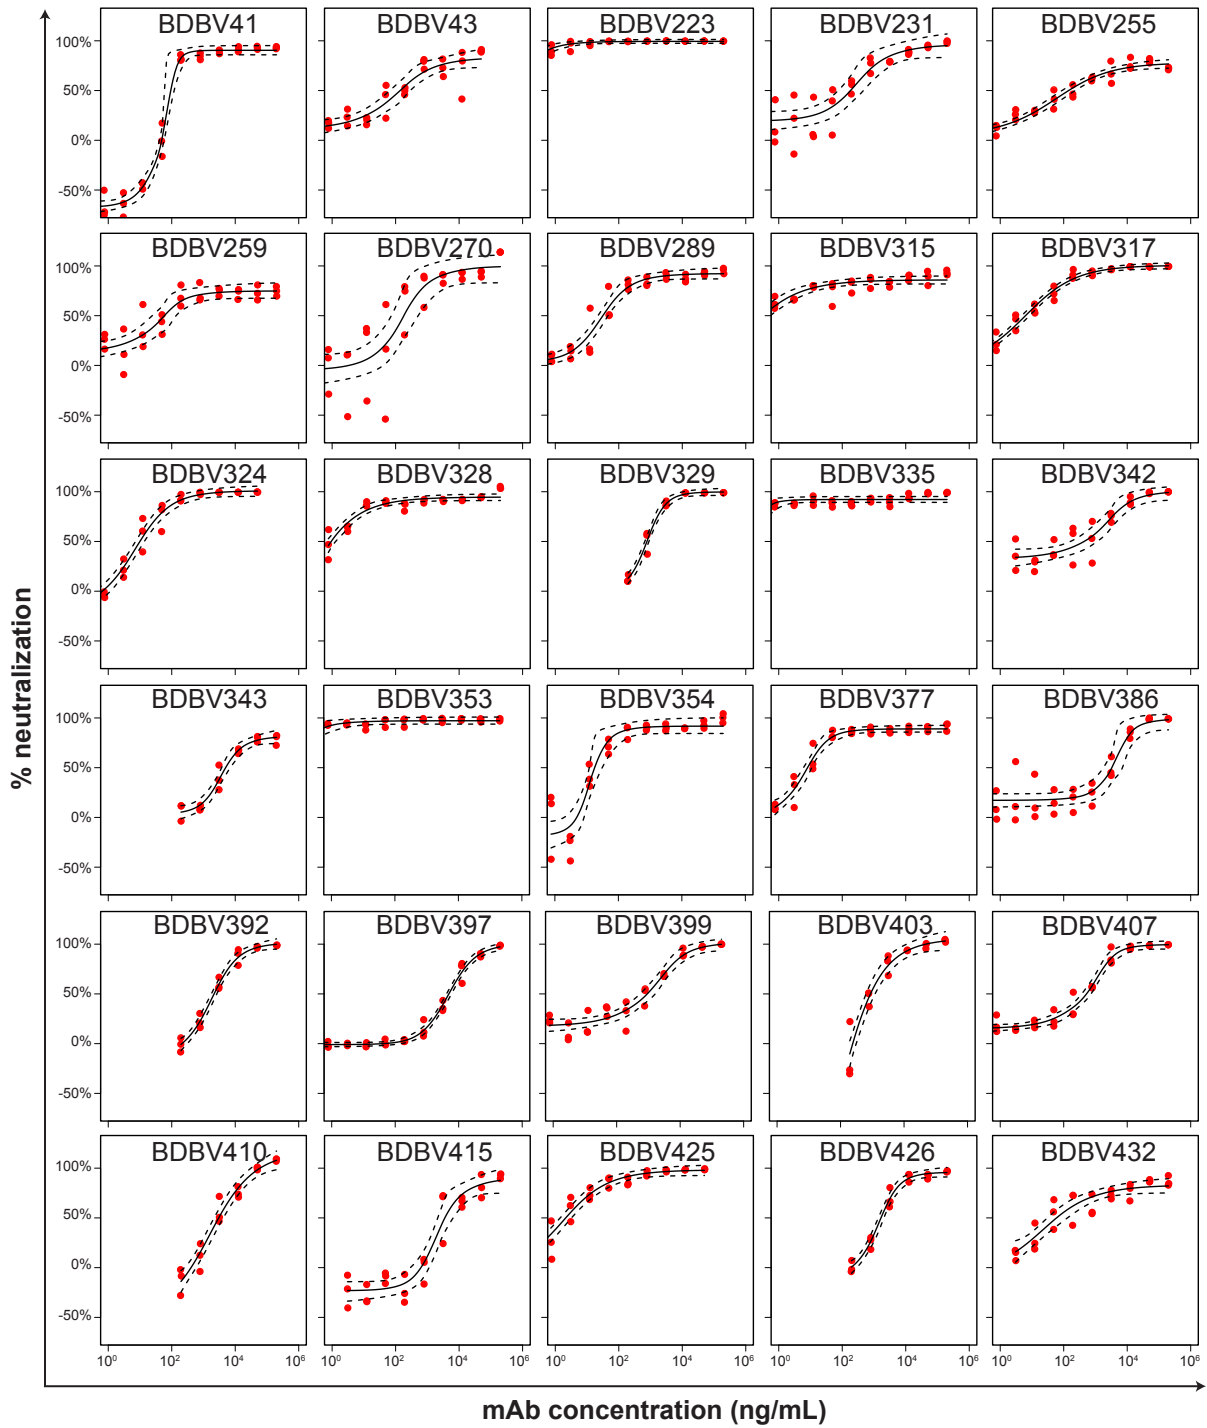 BDBV41 BDBV43 BDBV223 BDBV231 BDBV255
100%
50%
0%
-50%
BDBV259 BDBV270 BDBV289 BDBV315 BDBV317
100%
50%
0%
-50%
BDBV324 BDBV328 BDBV329 BDBV335 BDBV342
100%
50%
0%
-50%
BDBV343 BDBV353 BDBV354 BDBV377 BDBV386
100%
50%
0%
-50%
BDBV392 BDBV397 BDBV399 BDBV403 BDBV407
100%
50%
0%
-50%
BDBV410 BDBV415 BDBV425 BDBV426 BDBV432
100%
50%
0%
-50%
10⁰ 10² 10⁴ 10⁶ 10⁰ 10² 10⁴ 10⁶ 10⁰ 10² 10⁴ 10⁶ 10⁰ 10² 10⁴ 10⁶ 10⁰ 10² 10⁴ 10⁶
% neutralization
mAb concentration (ng/mL)